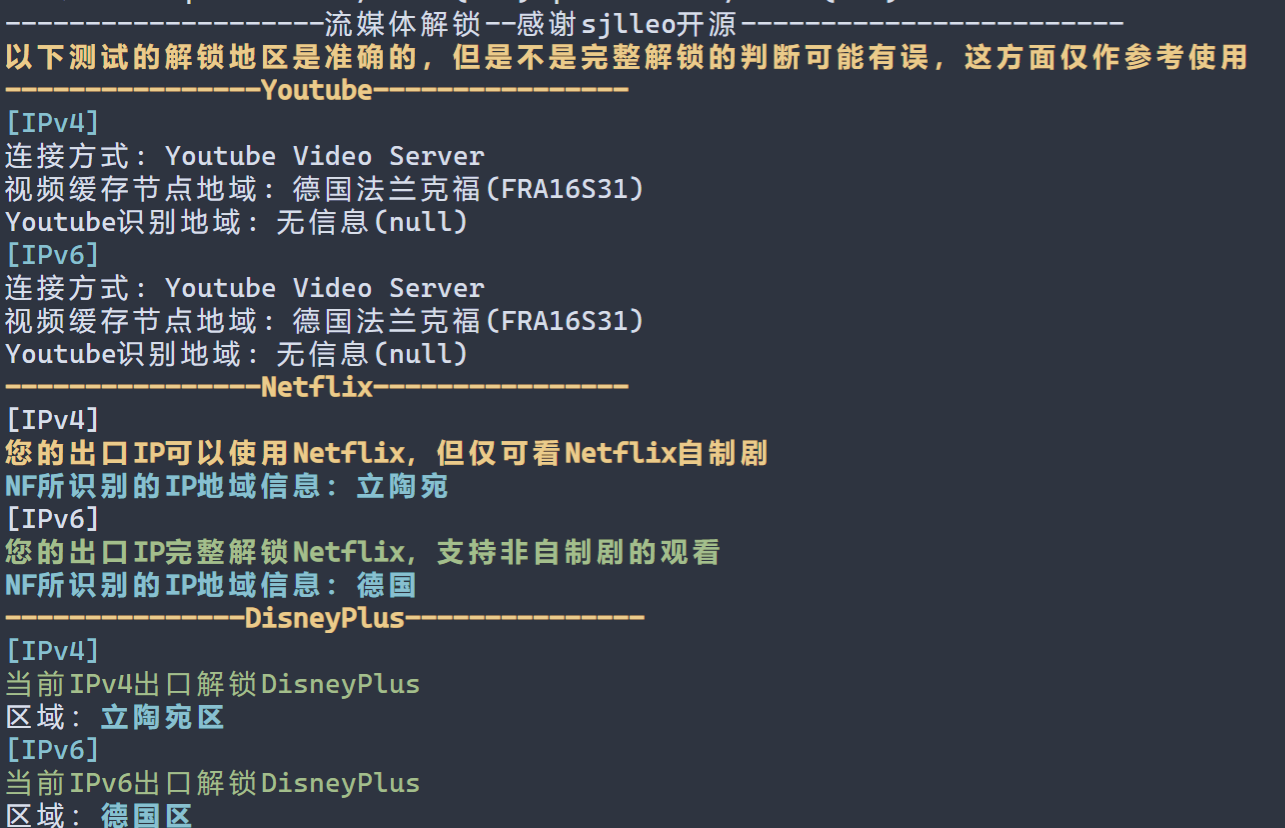 --------------------流媒体解锁--感谢sjlleo开源------------------------
以下测试的解锁地区是准确的，但是不是完整解锁的判断可能有误，这方面仅作参考使用
----------------Youtube----------------
[IPv4]
连接方式: Youtube Video Server
视频缓存节点地域: 德国法兰克福(FRA16S31)
Youtube识别地域: 无信息(null)
[IPv6]
连接方式: Youtube Video Server
视频缓存节点地域: 德国法兰克福(FRA16S31)
Youtube识别地域: 无信息(null)
----------------Netflix----------------
[IPv4]
您的出口IP可以使用Netflix，但仅可看Netflix自制剧
NF所识别的IP地域信息：立陶宛
[IPv6]
您的出口IP完整解锁Netflix，支持非自制剧的观看
NF所识别的IP地域信息：德国
---------------DisneyPlus---------------
[IPv4]
当前IPv4出口解锁DisneyPlus
区域：立陶宛区
[IPv6]
当前IPv6出口解锁DisneyPlus
区域：德国区